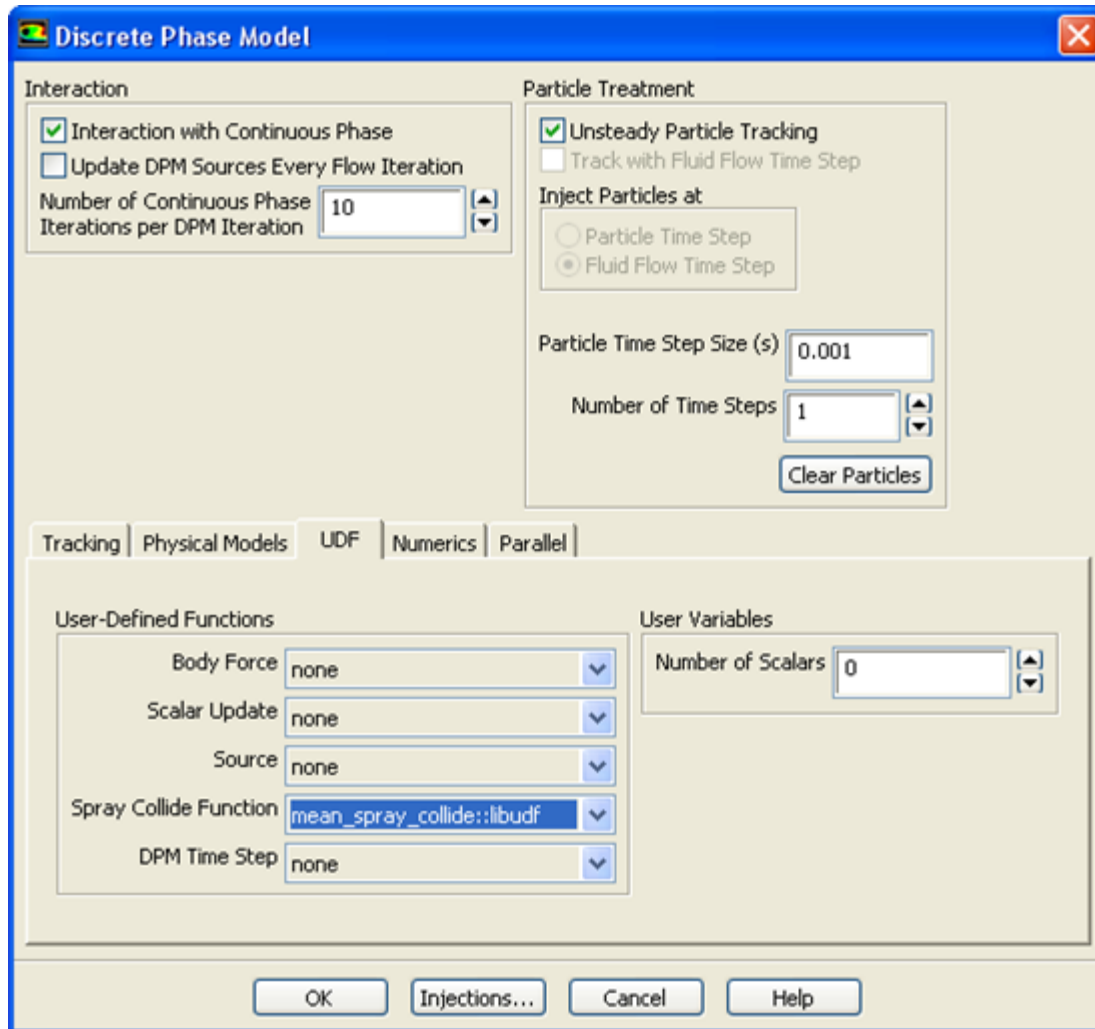 Discrete Phase Model
Interaction
Interaction with Continuous Phase
Update DPM Sources Every Flow Iteration
Number of Continuous Phase
Iterations per DPM Iteration
10
Particle Treatment
Unsteady Particle Tracking
Track with Fluid Flow Time Step
Inject Particles at
Particle Time Step
Fluid Flow Time Step
Particle Time Step Size (s)
0.001
Number of Time Steps
1
Clear Particles
Tracking
Physical Models
UDF
Numerics
Parallel
User-Defined Functions
Body Force
none
Scalar Update
none
Source
none
Spray Collide Function
mean_spray_collide::libudf
DPM Time Step
none
User Variables
Number of Scalars
0
OK
Injections...
Cancel
Help